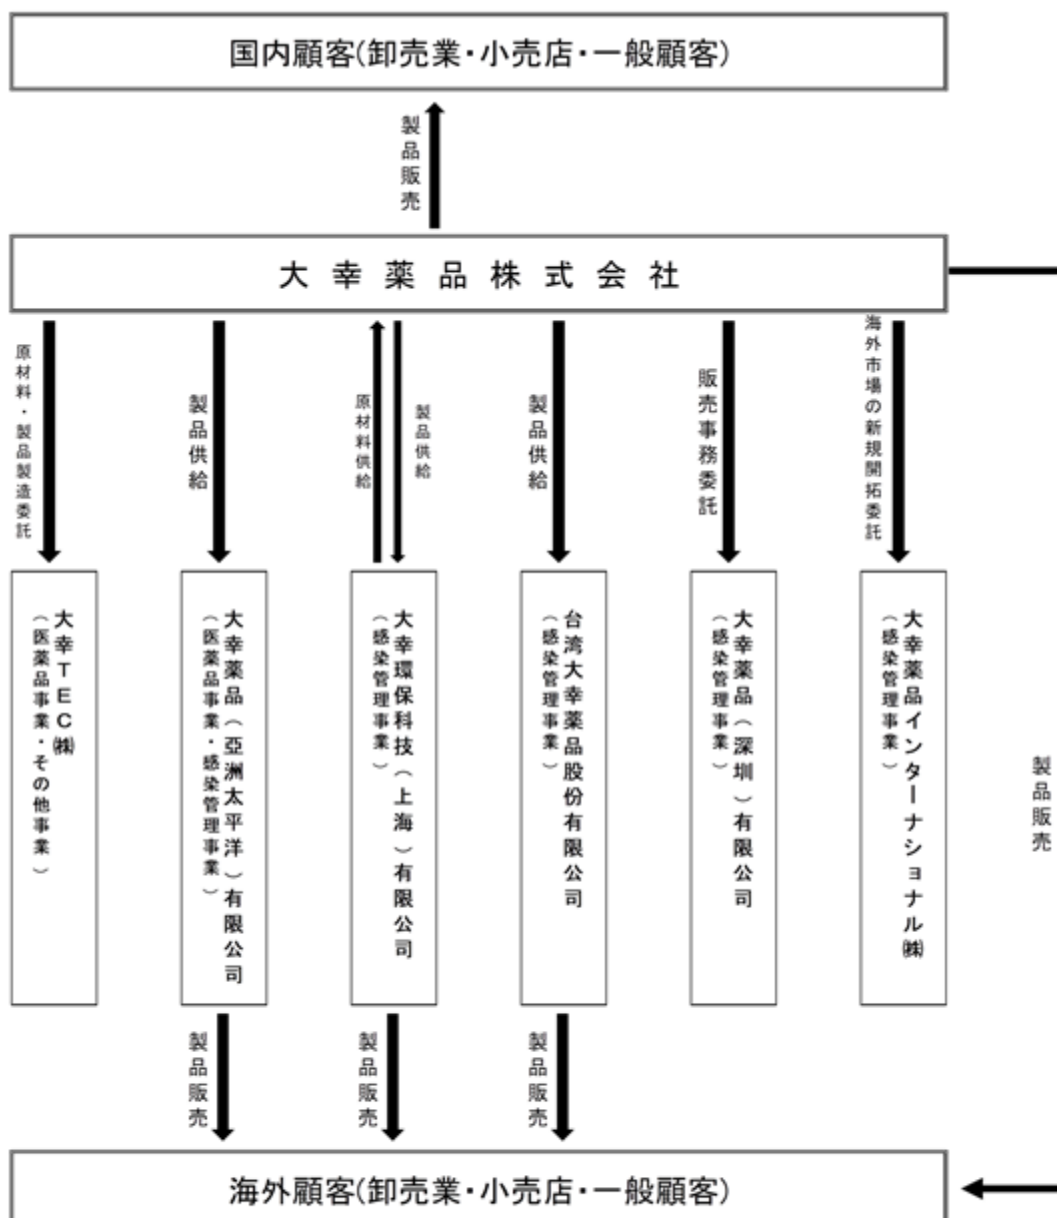 国内顧客(卸売業・小売店・一般顧客)
製品販売
大幸薬品株式会社
原材料・製品製造委託
製品供給
原材料供給
製品供給
製品供給
販売事務委託
海外市場の新規開拓委託
大幸TEC㈱
(医薬品事業・その他事業)
大幸薬品(亞洲太平洋)有限公司
(医薬品事業・感染管理事業)
大幸環保科技(上海)有限公司
(感染管理事業)
台湾大幸薬品股份有限公司
(感染管理事業)
大幸薬品(深圳)有限公司
(感染管理事業)
大幸薬品インターナショナル㈱
(感染管理事業)
製品販売
製品販売
製品販売
製品販売
海外顧客(卸売業・小売店・一般顧客)